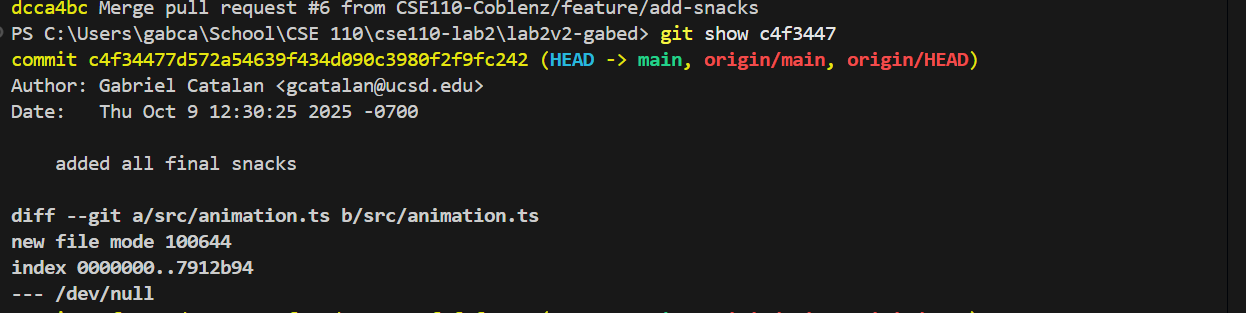 dcca4bc Merge pull request #6 from CSE110-Coblenz/feature/add-snacks
PS C:\Users\gabca\School\CSE 110\cse110-lab2\lab2v2-gabed> git show c4f3447
commit c4f34477d572a54639f434d090c3980f2f9fc242 (HEAD -> main, origin/main, origin/HEAD)
Author: Gabriel Catalan <gcatalan@ucsd.edu>
Date:   Thu Oct 9 12:30:25 2025 -0700
    added all final snacks
diff --git a/src/animation.ts b/src/animation.ts
new file mode 100644
index 0000000..7912b94
--- /dev/null